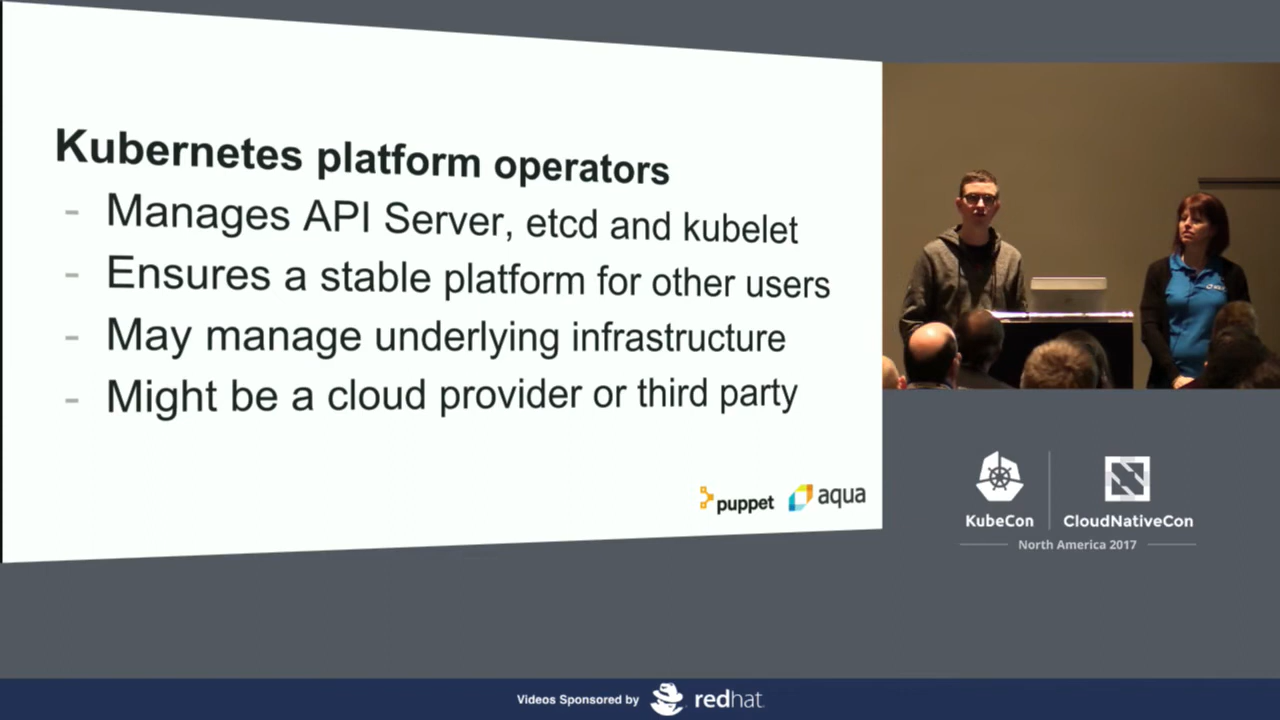 Kubernetes platform operators
- Manages API Server, etcd and kubelet
- Ensures a stable platform for other users
- May manage underlying infrastructure
- Might be a cloud provider or third party
puppet
aqua
KubeCon
CloudNativeCon
North America 2017
Videos Sponsored by
redhat